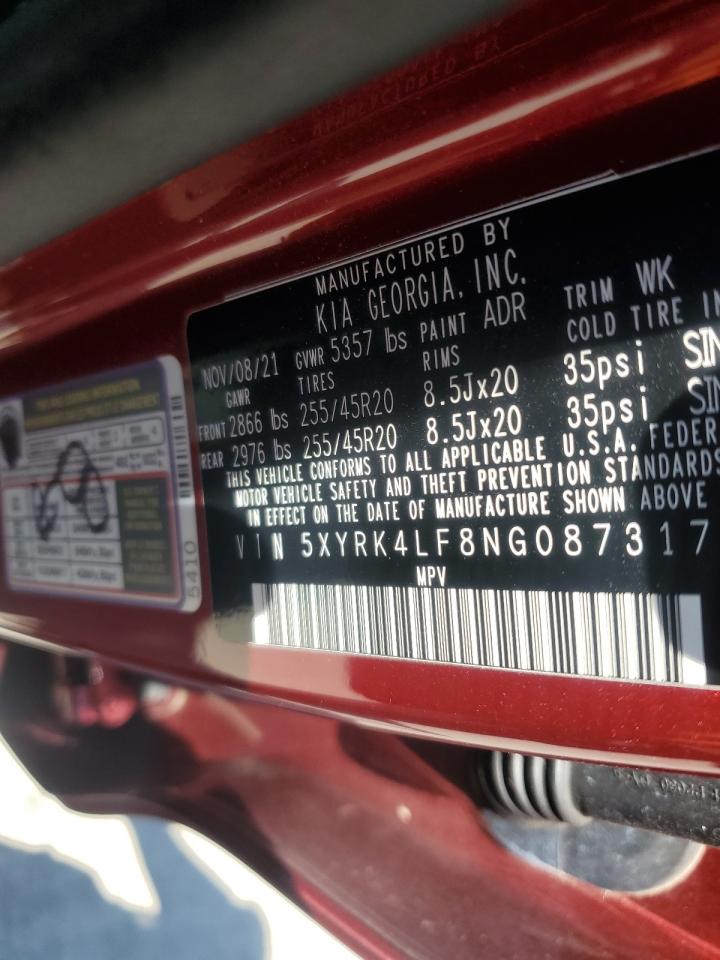 MANUFACTURED BY
KIA GEORGIA, INC.
NOV/08/21 GVWR 5357 lbs PAINT ADR TRIM WK
GAWR TIRES RIMS COLD TIRE IN
FRONT 2866 lbs 255/45R20 8.5Jx20 35psi SIN
REAR 2976 lbs 255/45R20 8.5Jx20 35psi SIN
THIS VEHICLE CONFORMS TO ALL APPLICABLE U.S.A. FEDER
MOTOR VEHICLE SAFETY AND THEFT PREVENTION STANDARDS
IN EFFECT ON THE DATE OF MANUFACTURE SHOWN ABOVE
VIN 5XYRK4LF8NG087317
MPV
5410